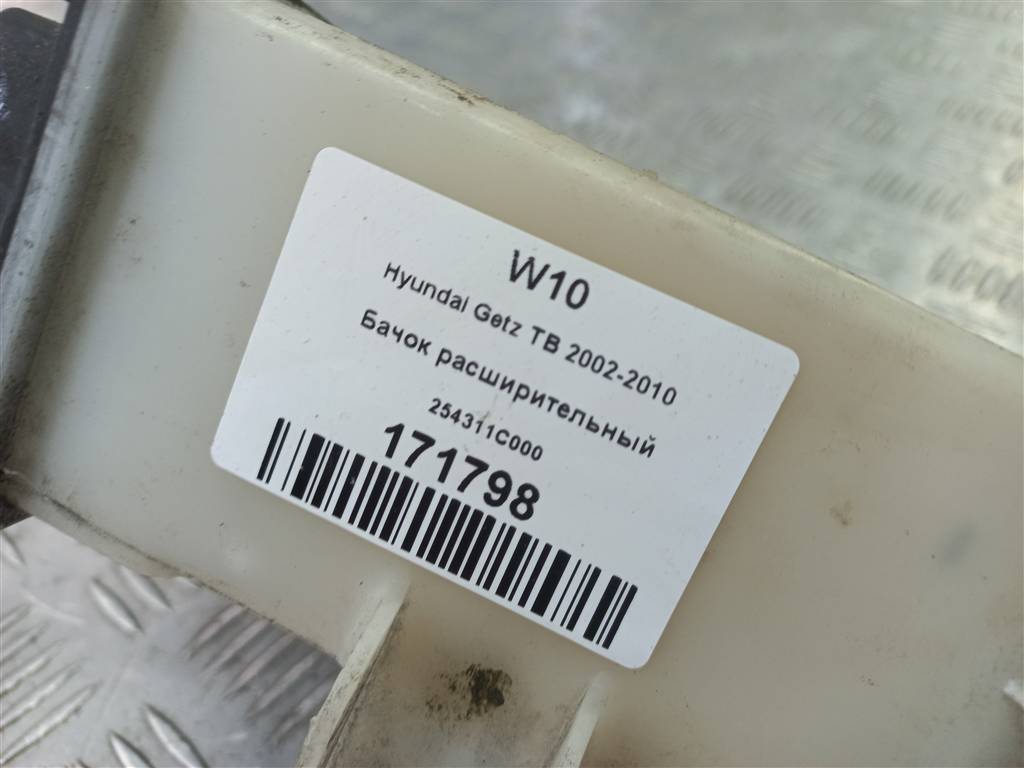 W10
Hyundai Getz TB 2002-2010
Бачок расширительный
254311C000
171798